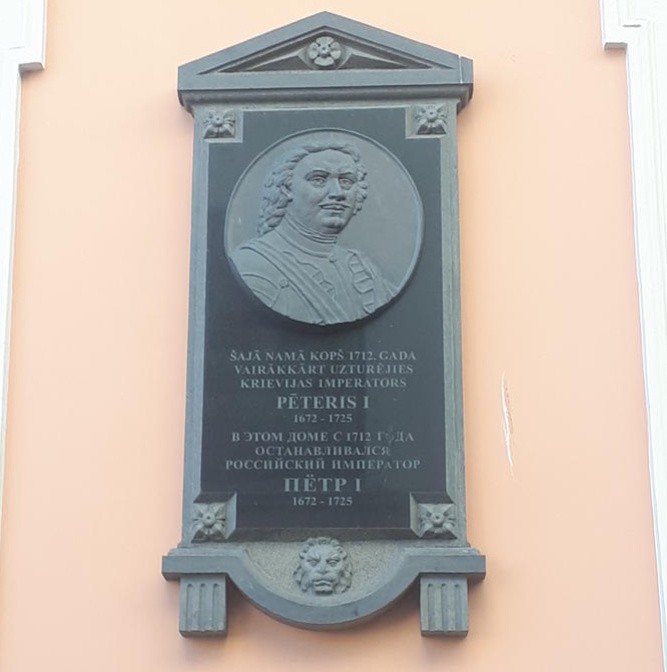 ŠAJĀ NAMĀ KOPŠ 1712. GADA
VAIRĀKKĀRT UZTURĒJIES
KRIEVIJAS IMPERATORS
PĒTERIS I
1672 - 1725
В ЭТОМ ДОМЕ С 1712 ГОДА
ОСТАНАВЛИВАЛСЯ
РОССИЙСКИЙ ИМПЕРАТОР
ПЁТР I
1672 - 1725